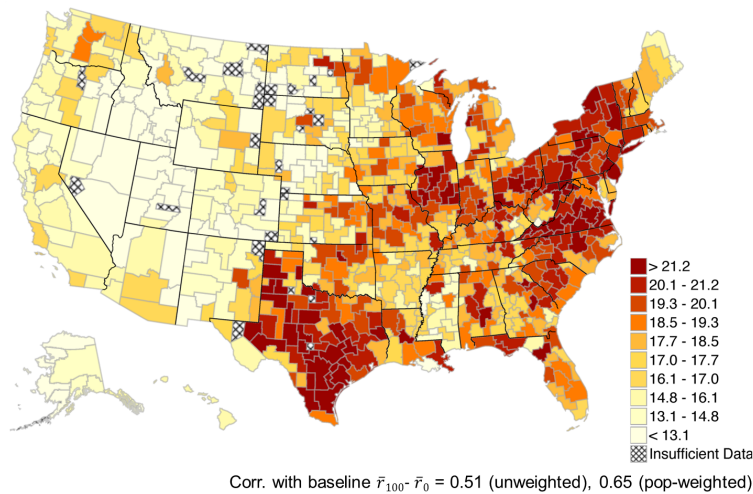 > 21.2
20.1 - 21.2
19.3 - 20.1
18.5 - 19.3
17.7 - 18.5
17.0 - 17.7
16.1 - 17.0
14.8 - 16.1
13.1 - 14.8
< 13.1
Insufficient Data
Corr. with baseline r̅₁₀₀- r̅₀ = 0.51 (unweighted), 0.65 (pop-weighted)